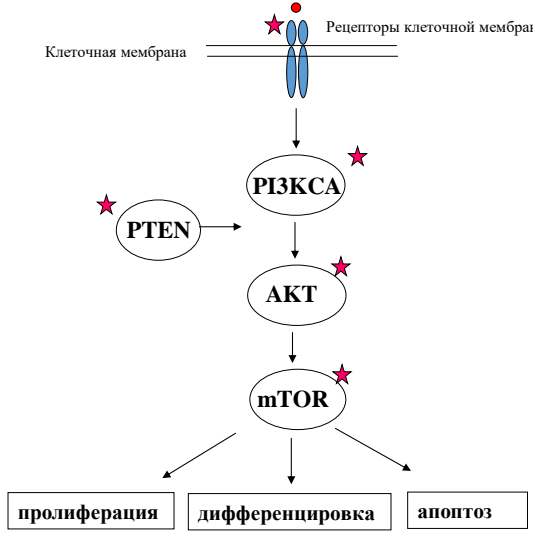 Рецепторы клеточной мембран
Клеточная мембрана
PI3KCA
PTEN
AKT
mTOR
пролиферация
дифференцировка
апоптоз